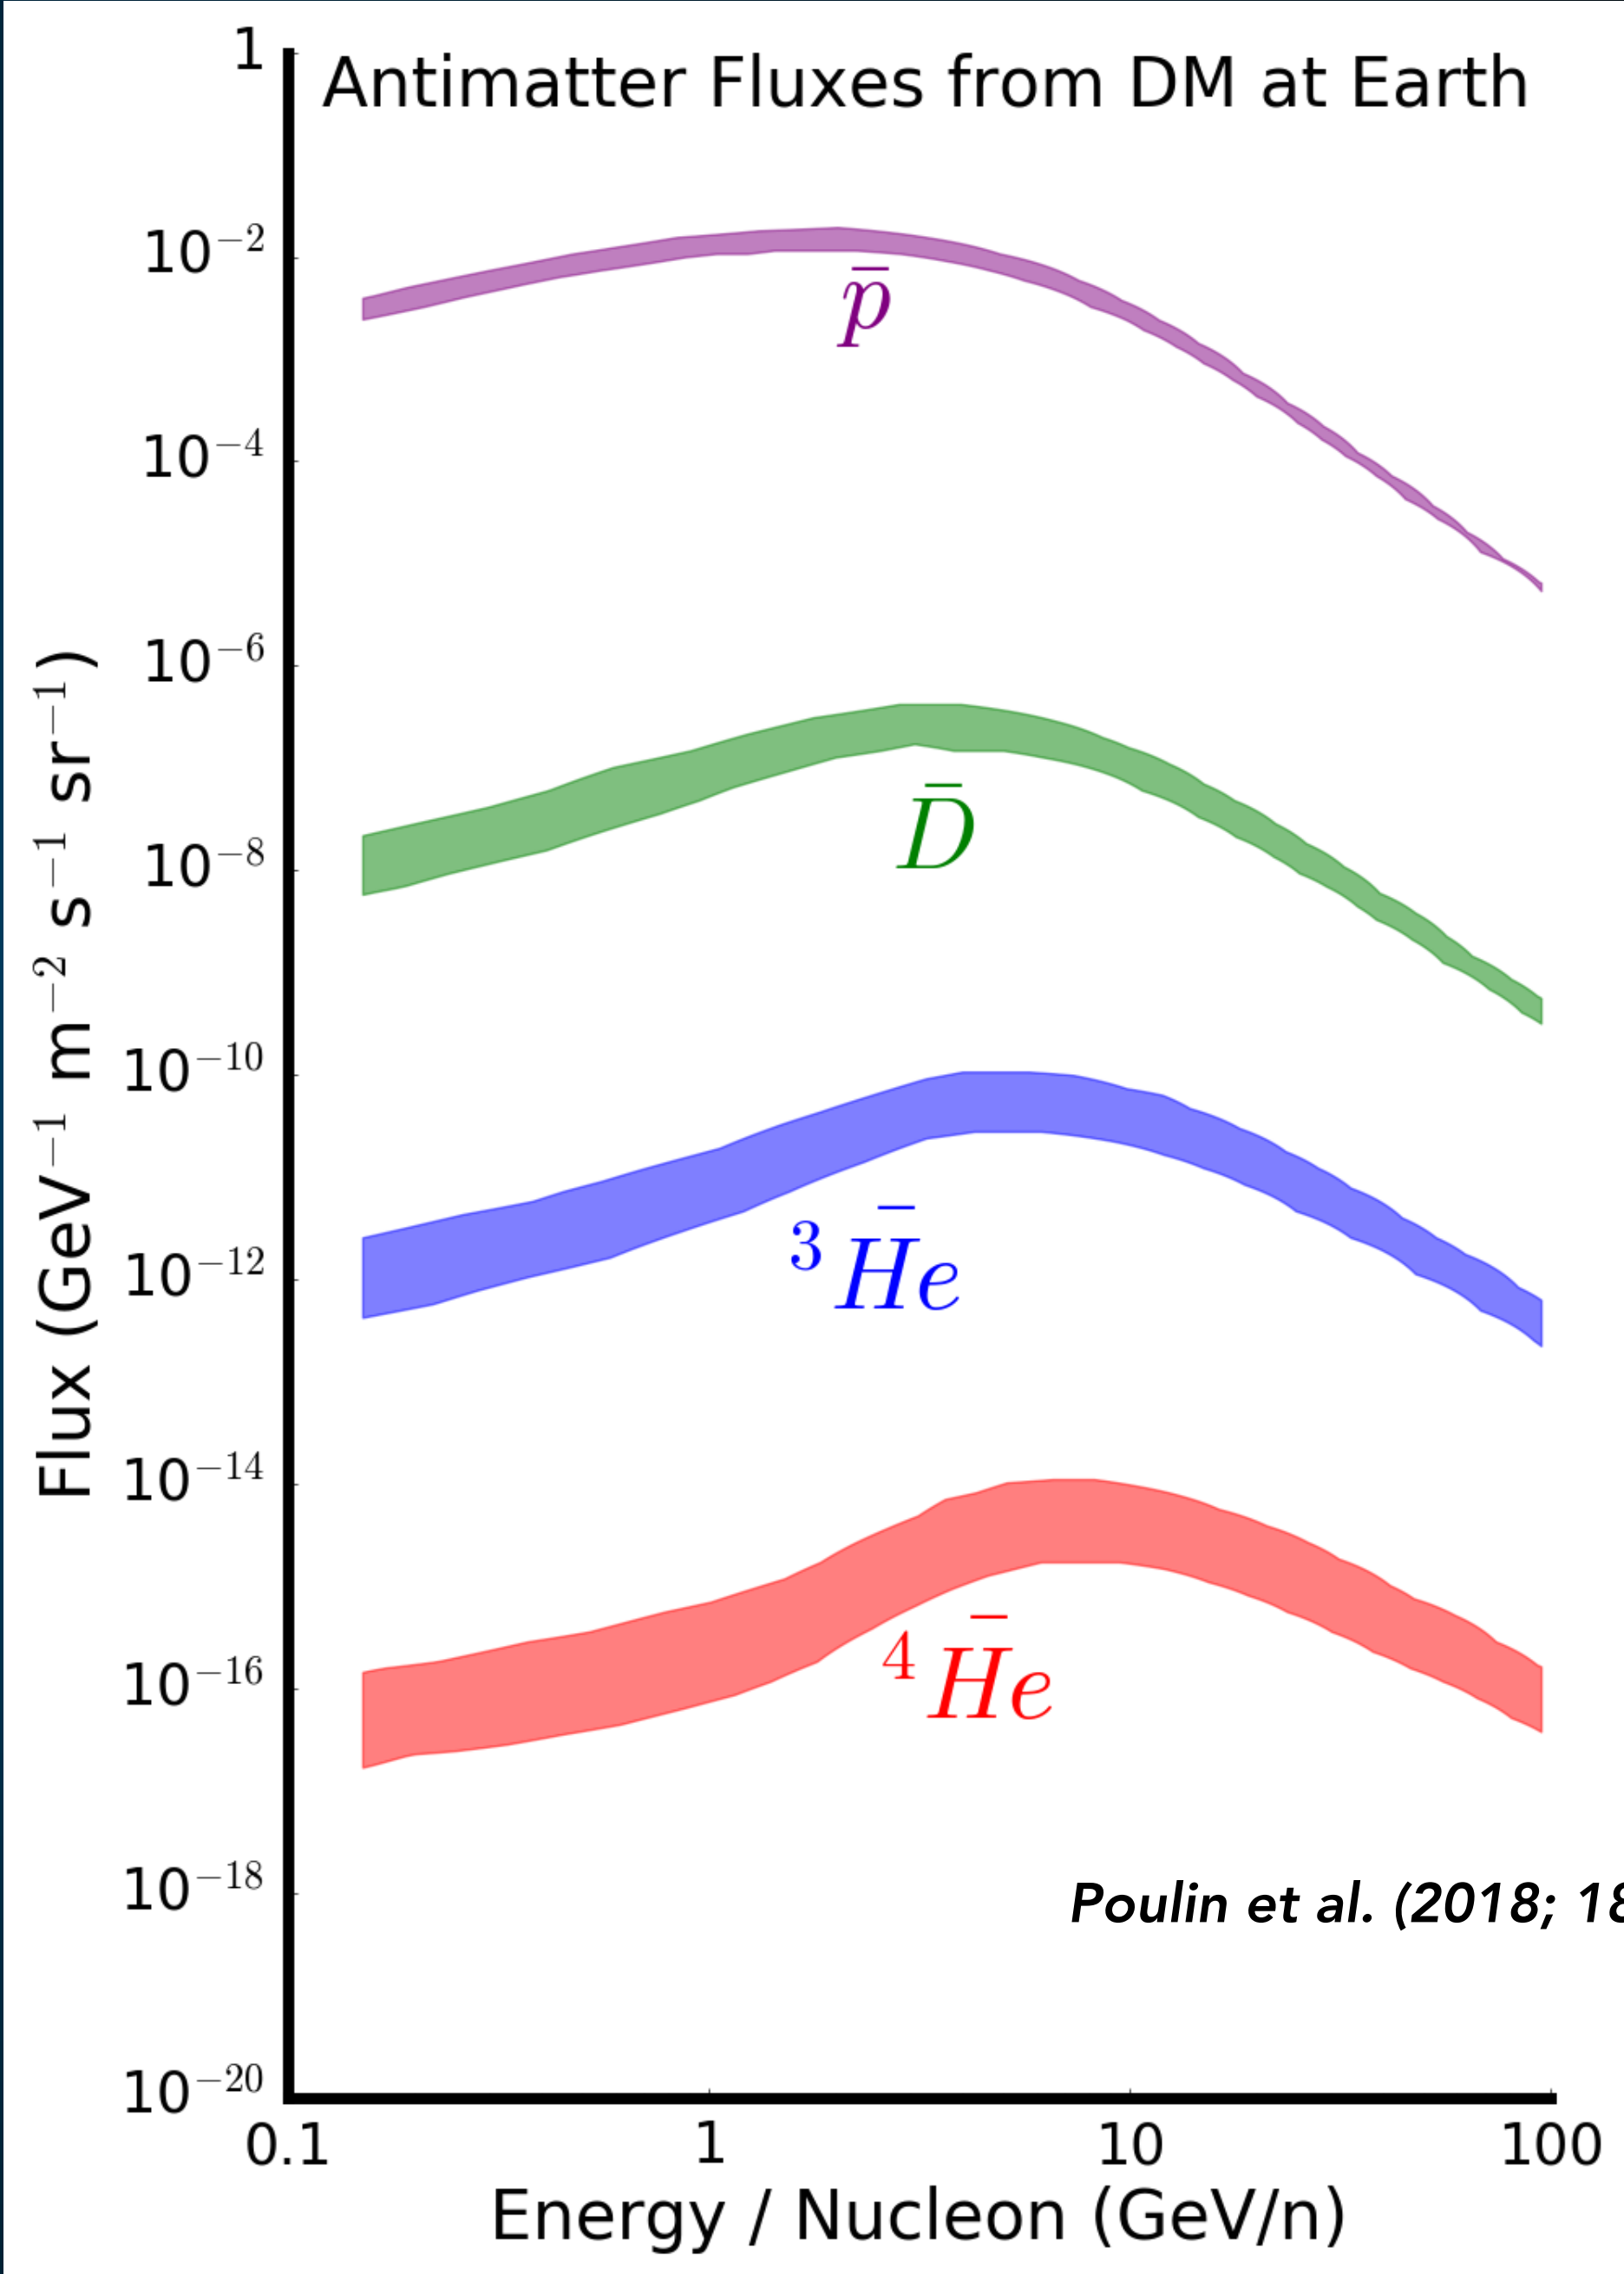 Antimatter Fluxes from DM at Earth
Flux (GeV⁻¹ m⁻² s⁻¹ sr⁻¹)
1
10⁻²
10⁻⁴
10⁻⁶
10⁻⁸
10⁻¹⁰
10⁻¹²
10⁻¹⁴
10⁻¹⁶
10⁻¹⁸
10⁻²⁰
p̄
D̄
³H̄e
⁴H̄e
Poulin et al. (2018; 18
0.1 1 10 100
Energy / Nucleon (GeV/n)